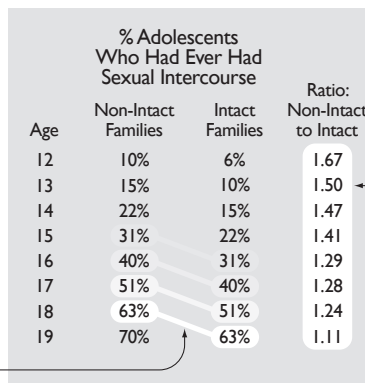 % Adolescents
Who Had Ever Had
Sexual Intercourse
Ratio:
Non-Intact Intact Non-Intact
Age Families Families to Intact
12 10% 6% 1.67
13 15% 10% 1.50
14 22% 15% 1.47
15 31% 22% 1.41
16 40% 31% 1.29
17 51% 40% 1.28
18 63% 51% 1.24
19 70% 63% 1.11